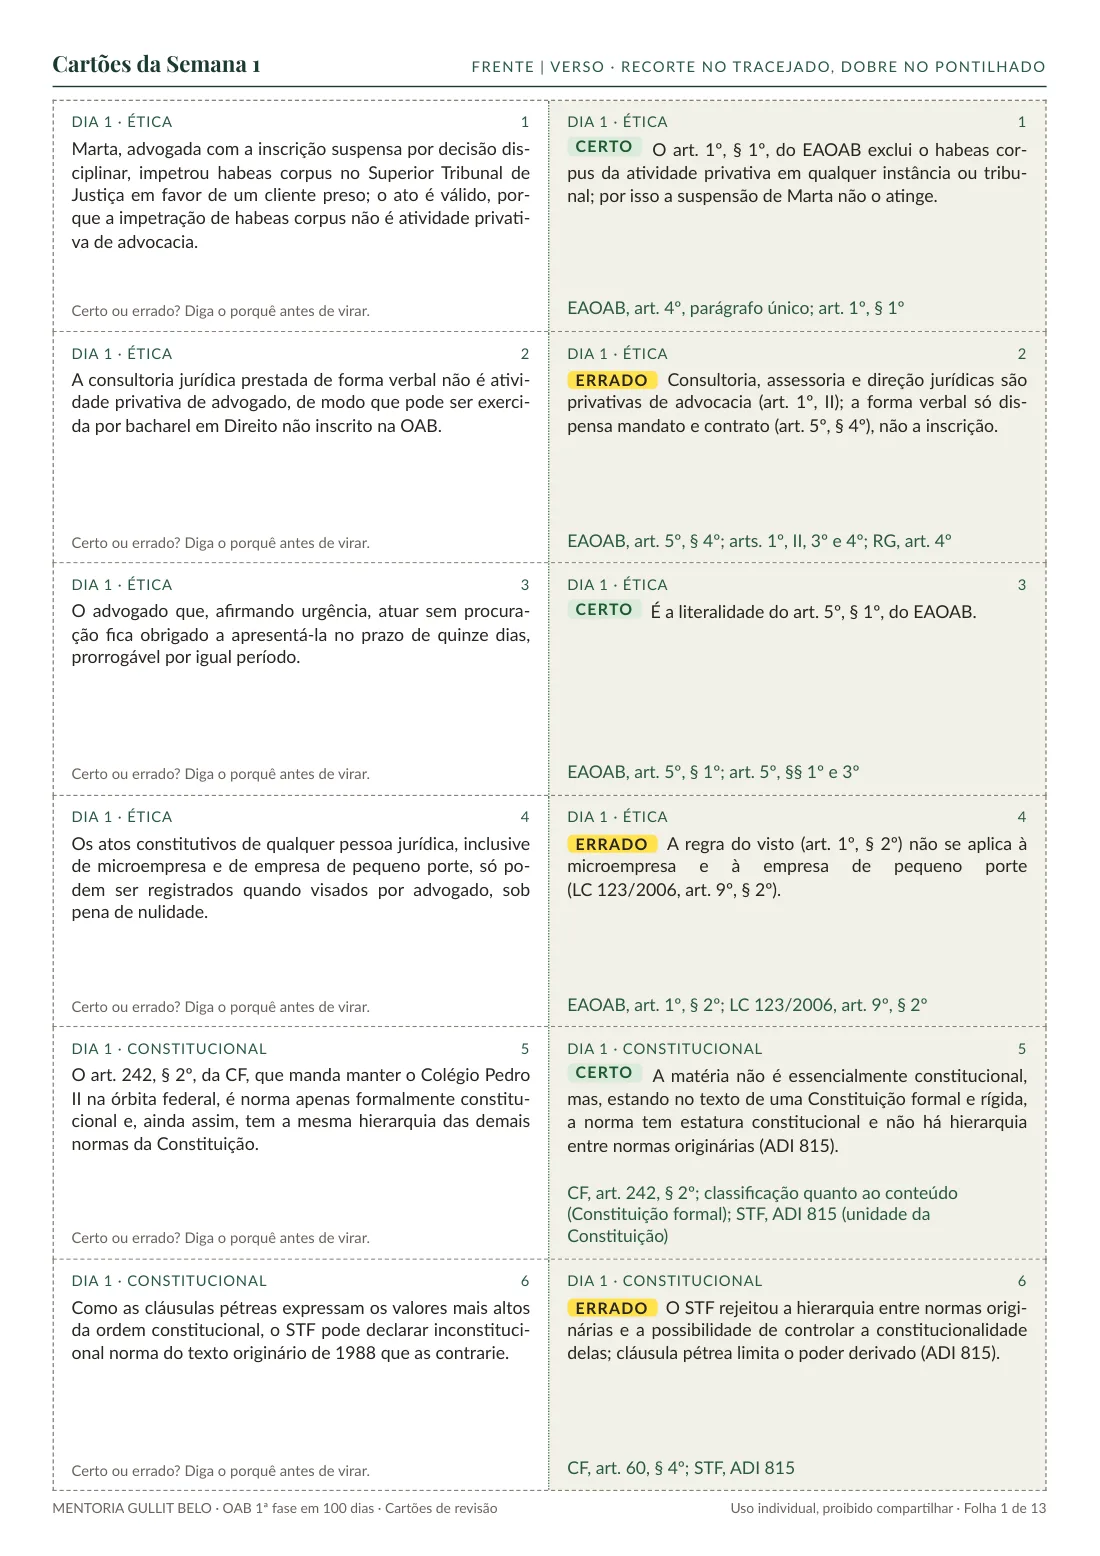 Cartões da Semana 1
FRENTE | VERSO · RECORTE NO TRACEJADO, DOBRE NO PONTILHADO
DIA 1 · ÉTICA 1
Marta, advogada com a inscrição suspensa por decisão dis-
ciplinar, impetrou habeas corpus no Superior Tribunal de
Justiça em favor de um cliente preso; o ato é válido, por-
que a impetração de habeas corpus não é atividade privati-
va de advocacia.
Certo ou errado? Diga o porquê antes de virar.
DIA 1 · ÉTICA 1
CERTO O art. 1º, § 1º, do EAOAB exclui o habeas cor-
pus da atividade privativa em qualquer instância ou tribu-
nal; por isso a suspensão de Marta não o atinge.
EAOAB, art. 4º, parágrafo único; art. 1º, § 1º
DIA 1 · ÉTICA 2
A consultoria jurídica prestada de forma verbal não é ativi-
dade privativa de advogado, de modo que pode ser exerci-
da por bacharel em Direito não inscrito na OAB.
Certo ou errado? Diga o porquê antes de virar.
DIA 1 · ÉTICA 2
ERRADO Consultoria, assessoria e direção jurídicas são
privativas de advocacia (art. 1º, II); a forma verbal só dis-
pensa mandato e contrato (art. 5º, § 4º), não a inscrição.
EAOAB, art. 5º, § 4º; arts. 1º, II, 3º e 4º; RG, art. 4º
DIA 1 · ÉTICA 3
O advogado que, afirmando urgência, atuar sem procura-
ção fica obrigado a apresentá-la no prazo de quinze dias,
prorrogável por igual período.
Certo ou errado? Diga o porquê antes de virar.
DIA 1 · ÉTICA 3
CERTO É a literalidade do art. 5º, § 1º, do EAOAB.
EAOAB, art. 5º, § 1º; art. 5º, §§ 1º e 3º
DIA 1 · ÉTICA 4
Os atos constitutivos de qualquer pessoa jurídica, inclusive
de microempresa e de empresa de pequeno porte, só po-
dem ser registrados quando visados por advogado, sob
pena de nulidade.
Certo ou errado? Diga o porquê antes de virar.
DIA 1 · ÉTICA 4
ERRADO A regra do visto (art. 1º, § 2º) não se aplica à
microempresa e à empresa de pequeno porte
(LC 123/2006, art. 9º, § 2º).
EAOAB, art. 1º, § 2º; LC 123/2006, art. 9º, § 2º
DIA 1 · CONSTITUCIONAL 5
O art. 242, § 2º, da CF, que manda manter o Colégio Pedro
II na órbita federal, é norma apenas formalmente constitu-
cional e, ainda assim, tem a mesma hierarquia das demais
normas da Constituição.
Certo ou errado? Diga o porquê antes de virar.
DIA 1 · CONSTITUCIONAL 5
CERTO A matéria não é essencialmente constitucional,
mas, estando no texto de uma Constituição formal e rígida,
a norma tem estatura constitucional e não há hierarquia
entre normas originárias (ADI 815).
CF, art. 242, § 2º; classificação quanto ao conteúdo
(Constituição formal); STF, ADI 815 (unidade da
Constituição)
DIA 1 · CONSTITUCIONAL 6
Como as cláusulas pétreas expressam os valores mais altos
da ordem constitucional, o STF pode declarar inconstituci-
onal norma do texto originário de 1988 que as contrarie.
Certo ou errado? Diga o porquê antes de virar.
DIA 1 · CONSTITUCIONAL 6
ERRADO O STF rejeitou a hierarquia entre normas origi-
nárias e a possibilidade de controlar a constitucionalidade
delas; cláusula pétrea limita o poder derivado (ADI 815).
CF, art. 60, § 4º; STF, ADI 815
MENTORIA GULLIT BELO · OAB 1ª fase em 100 dias · Cartões de revisão
Uso individual, proibido compartilhar · Folha 1 de 13